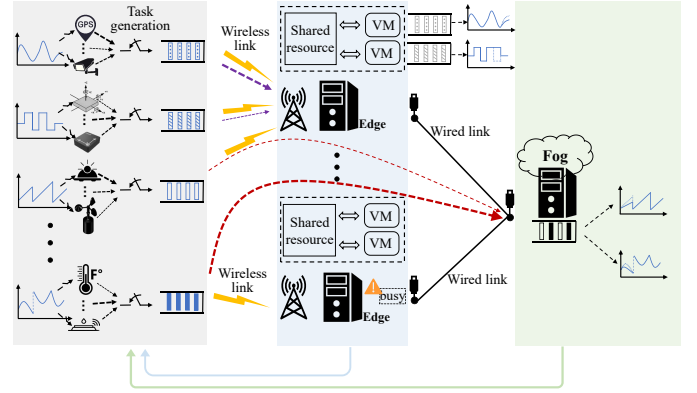 GPS
Task
generation
Wireless
link
Shared
resource
VM
VM
Edge
Wired link
Fog
Shared
resource
VM
VM
F°
Wireless
link
busy
Edge
Wired link